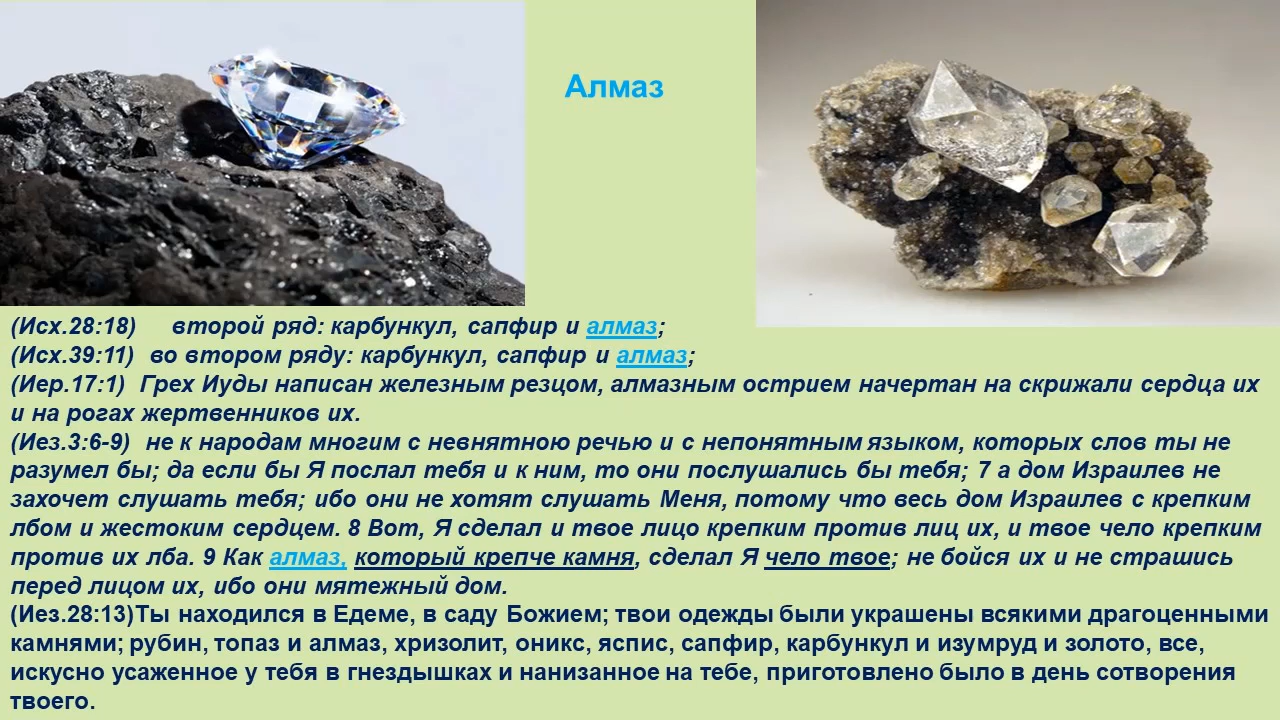 Алмаз
(Исх.28:18) второй ряд: карбункул, сапфир и алмаз;
(Исх.39:11) во втором ряду: карбункул, сапфир и алмаз;
(Иер.17:1) Грех Иуды написан железным резцом, алмазным острием начертан на скрижали сердца их
и на рогах жертвенников их.
(Иез.3:6-9) не к народам многим с невнятною речью и с непонятным языком, которых слов ты не
разумел бы; да если бы Я послал тебя и к ним, то они послушались бы тебя; 7 а дом Израилев не
захочет слушать тебя; ибо они не хотят слушать Меня, потому что весь дом Израилев с крепким
лбом и жестоким сердцем. 8 Вот, Я сделал и твое лицо крепким против лиц их, и твое чело крепким
против их лба. 9 Как алмаз, который крепче камня, сделал Я чело твое; не бойся их и не страшись
перед лицом их, ибо они мятежный дом.
(Иез.28:13)Ты находился в Едеме, в саду Божием; твои одежды были украшены всякими драгоценными
камнями; рубин, топаз и алмаз, хризолит, оникс, яспис, сапфир, карбункул и изумруд и золото, все,
искусно усаженное у тебя в гнездышках и нанизанное на тебе, приготовлено было в день сотворения
твоего.